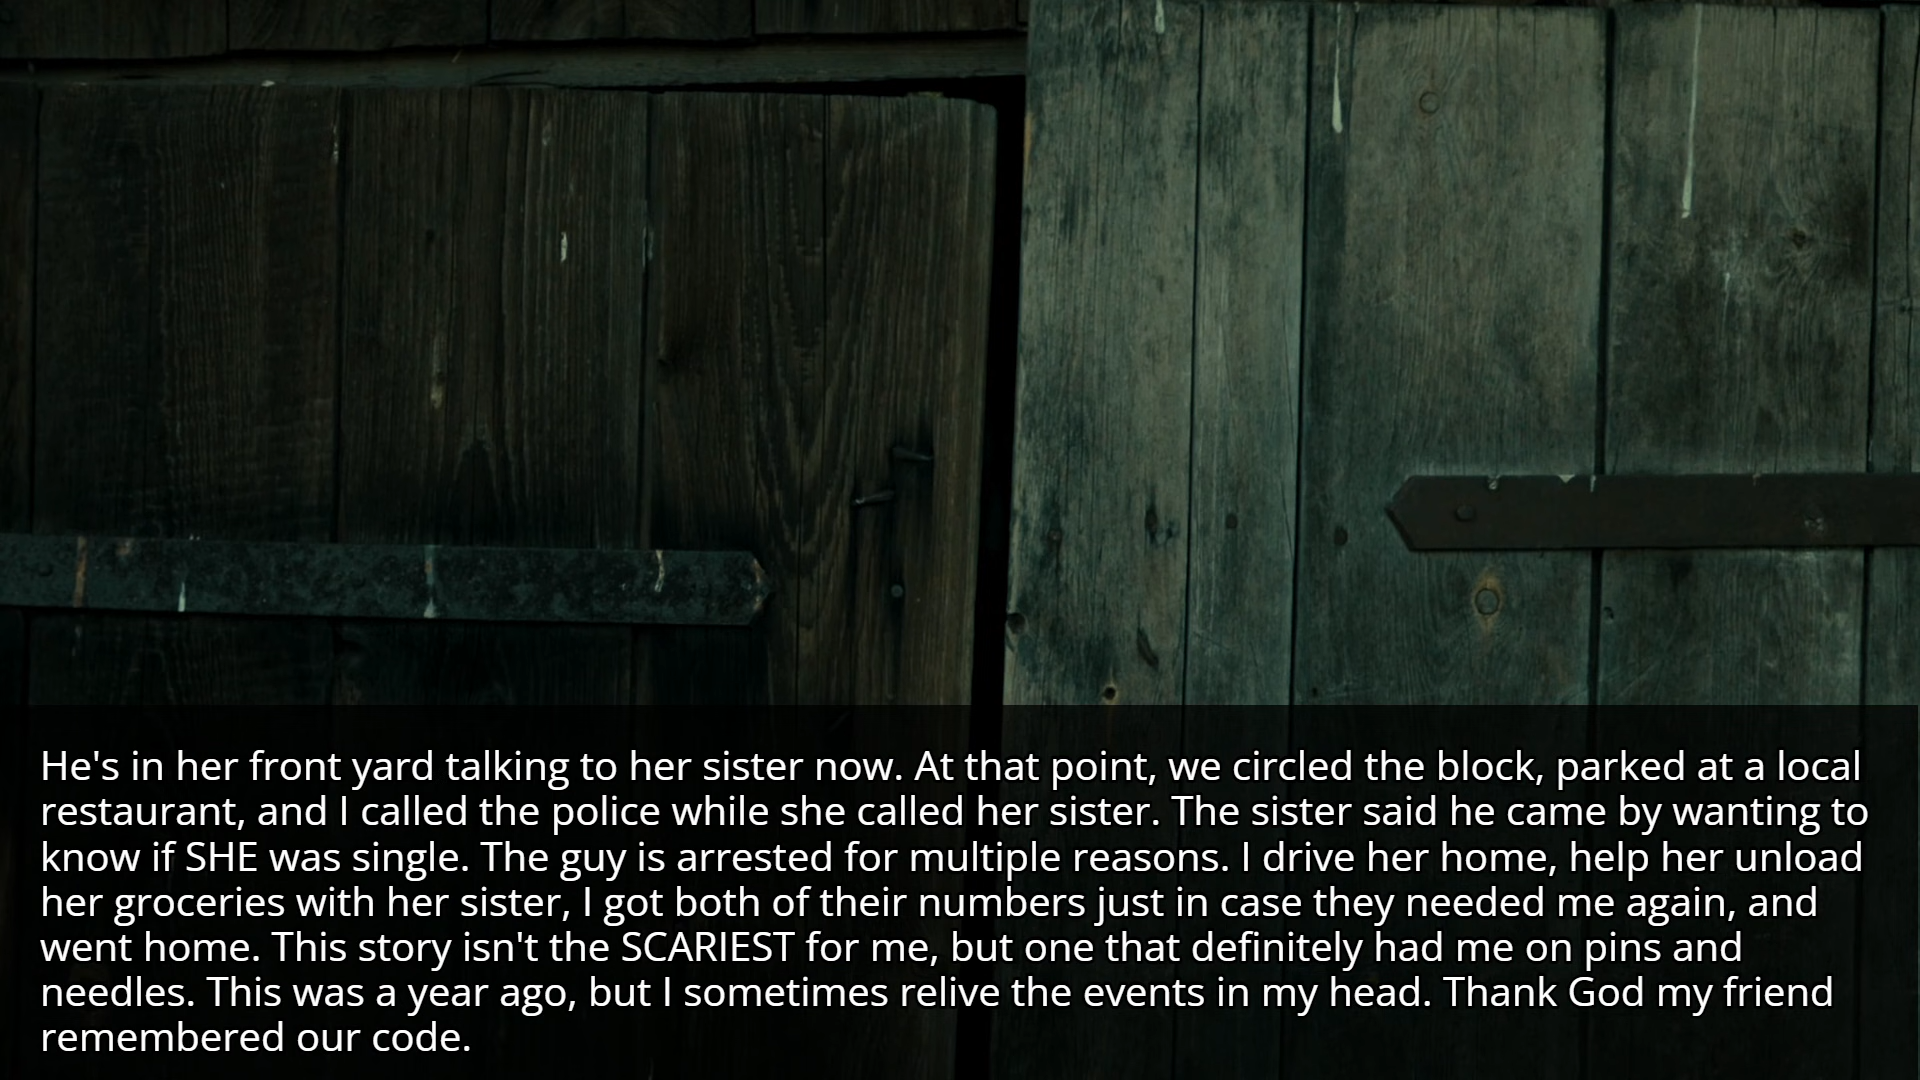 He's in her front yard talking to her sister now. At that point, we circled the block, parked at a local
restaurant, and I called the police while she called her sister. The sister said he came by wanting to
know if SHE was single. The guy is arrested for multiple reasons. I drive her home, help her unload
her groceries with her sister, I got both of their numbers just in case they needed me again, and
went home. This story isn't the SCARIEST for me, but one that definitely had me on pins and
needles. This was a year ago, but I sometimes relive the events in my head. Thank God my friend
remembered our code.